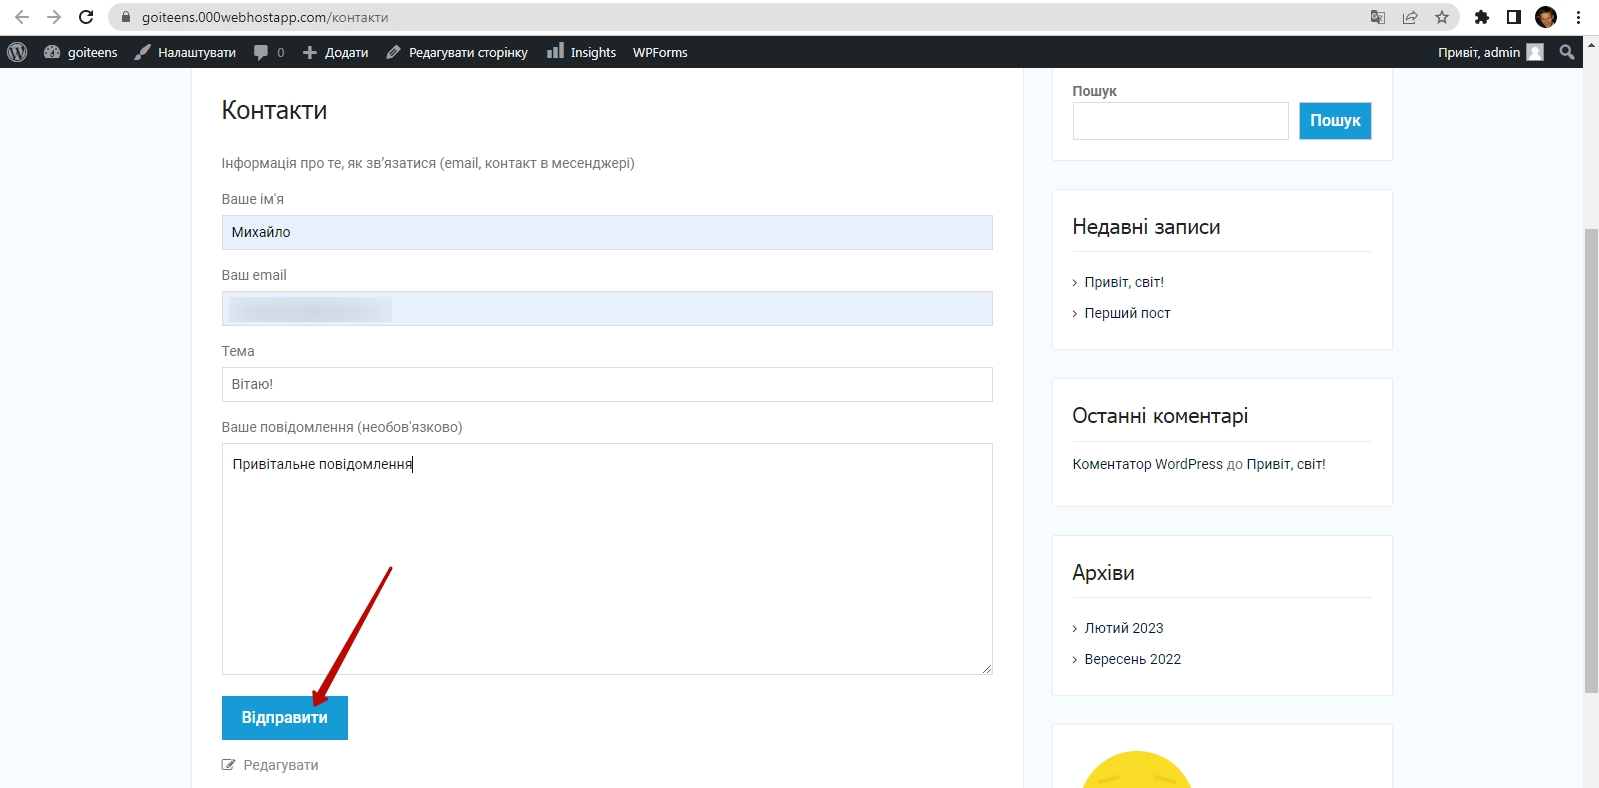 goiteens.000webhostapp.com/контакти
goiteens Налаштувати 0 Додати Редагувати сторінку Insights WPForms Привіт, admin
Контакти
Інформація про те, як зв’язатися (email, контакт в месенджері)
Ваше ім'я
Михайло
Ваш email
Тема
Вітаю!
Ваше повідомлення (необов'язково)
Привітальне повідомлення
Відправити
Редагувати
Пошук
Пошук
Недавні записи
Привіт, світ!
Перший пост
Останні коментарі
Коментатор WordPress до Привіт, світ!
Архіви
Лютий 2023
Вересень 2022